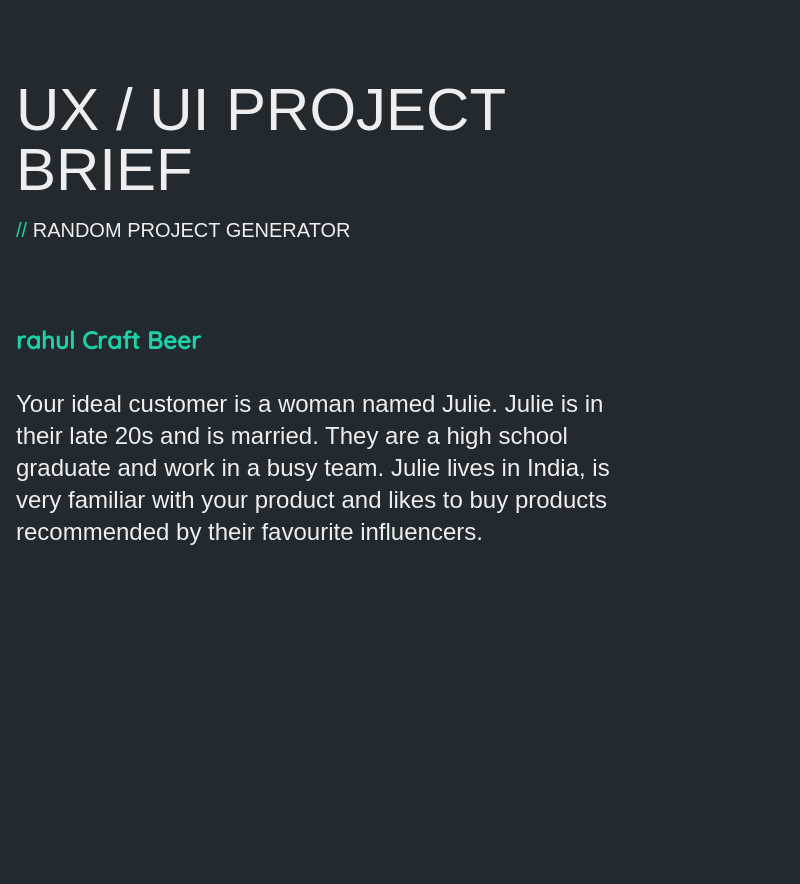 UX / UI PROJECT
BRIEF
// RANDOM PROJECT GENERATOR
rahul Craft Beer
Your ideal customer is a woman named Julie. Julie is in
their late 20s and is married. They are a high school
graduate and work in a busy team. Julie lives in India, is
very familiar with your product and likes to buy products
recommended by their favourite influencers.